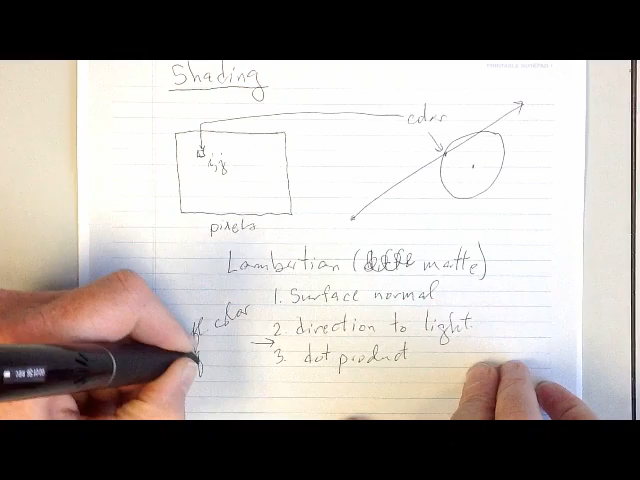 Shading
color
i,j
pixels
Lambertian ( matte)
1. Surface normal
color
2. direction to light.
3. dot product